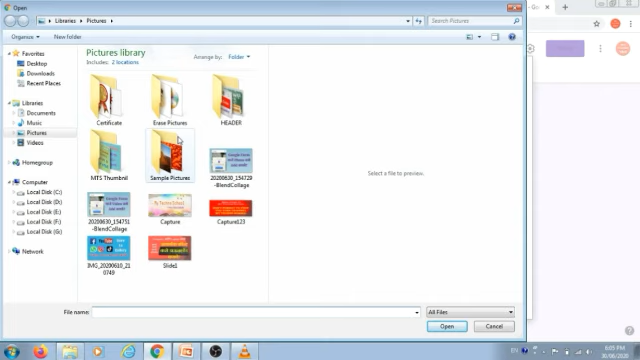 Open
Libraries ▸ Pictures ▸
Search Pictures
Organize
New folder
Favorites
Desktop
Downloads
Recent Places
Libraries
Documents
Music
Pictures
Videos
Homegroup
Computer
Local Disk (C:)
Local Disk (D:)
Local Disk (E:)
Local Disk (F:)
Local Disk (G:)
Network
Pictures library
Includes: 2 locations
Arrange by: Folder
Certificate
Erase Pictures
HEADER
MTS Thumbnail
Sample Pictures
20200630_154729
-BlendCollage
20200630_154751
-BlendCollage
Capture
Capture123
IMG_20200610_21
0749
Slide1
Select a file to preview.
File name:
All Files
Open
Cancel
EN
6:05 PM
30/06/2020